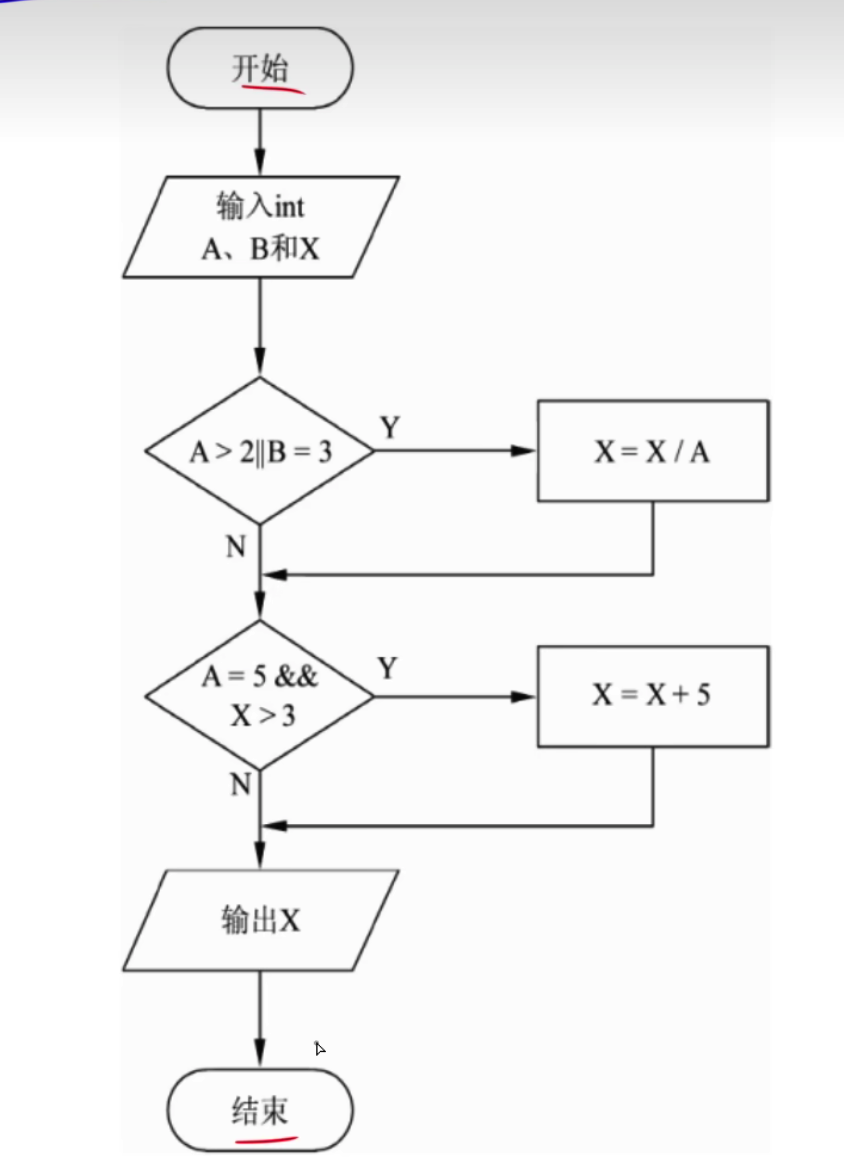 开始
输入int
A、B和X
A > 2||B = 3
Y
X = X / A
N
A = 5 &&
X > 3
Y
X = X + 5
N
输出X
结束